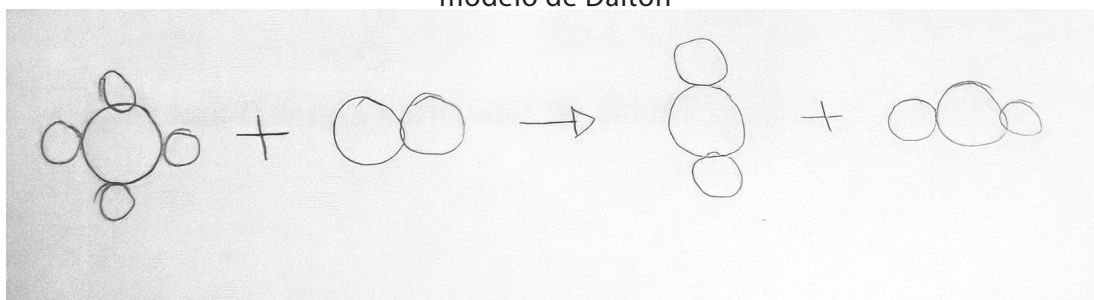 modelo de Dalton
+ → +